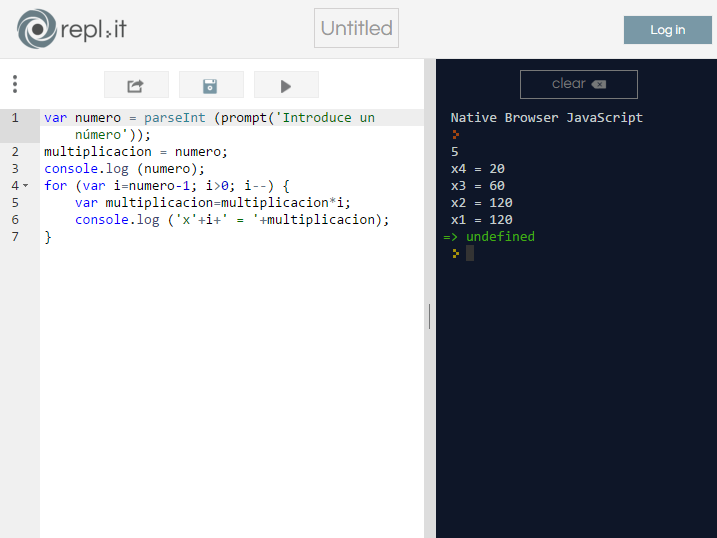 repl.it
Untitled
Log in
clear
1 var numero = parseInt (prompt('Introduce un
número'));
2 multiplicacion = numero;
3 console.log (numero);
4 for (var i=numero-1; i>0; i--) {
5 var multiplicacion=multiplicacion*i;
6 console.log ('x'+i+' = '+multiplicacion);
7 }
Native Browser JavaScript
5
x4 = 20
x3 = 60
x2 = 120
x1 = 120
=> undefined